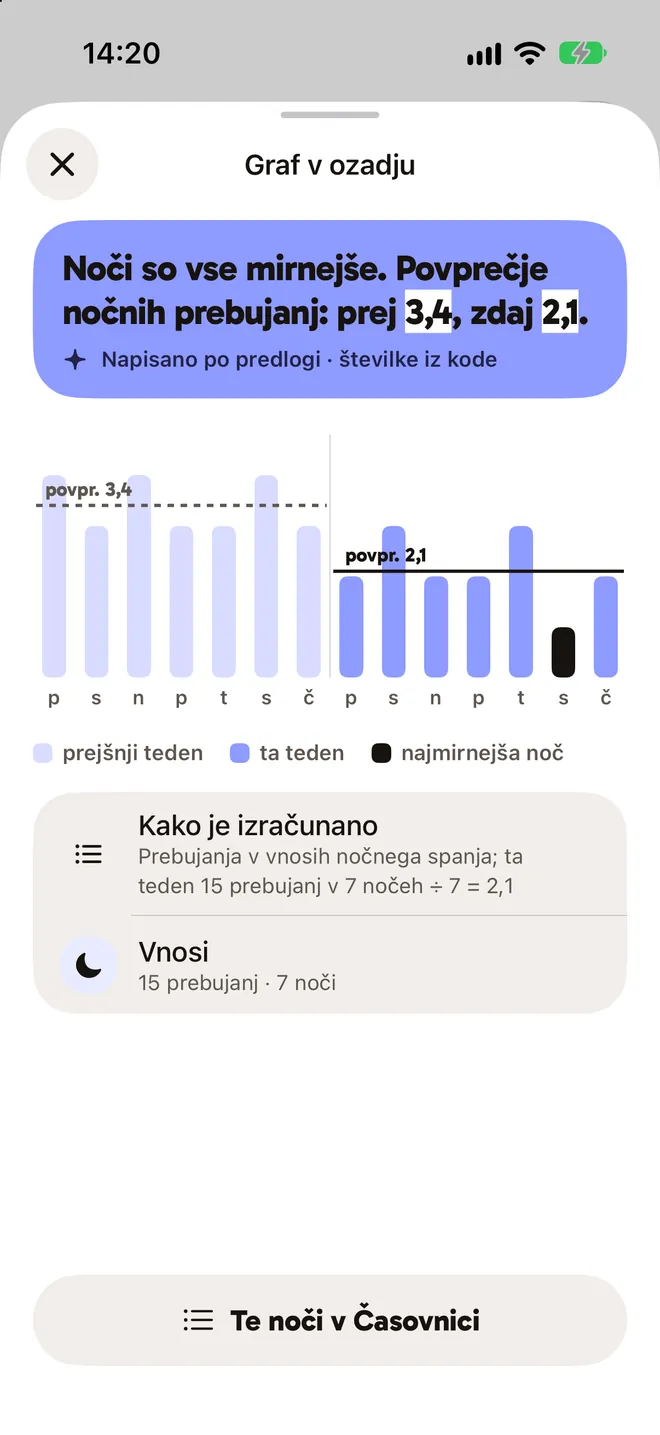 14:20
Graf v ozadju
Noči so vse mirnejše. Povprečje
nočnih prebujanj: prej 3,4, zdaj 2,1.
Napisano po predlogi · številke iz kode
povpr. 3,4
povpr. 2,1
p s n p t s č p s n p t s č
prejšnji teden ta teden najmirnejša noč
Kako je izračunano
Prebujanja v vnosih nočnega spanja; ta
teden 15 prebujanj v 7 nočeh ÷ 7 = 2,1
Vnosi
15 prebujanj · 7 noči
Te noči v Časovnici